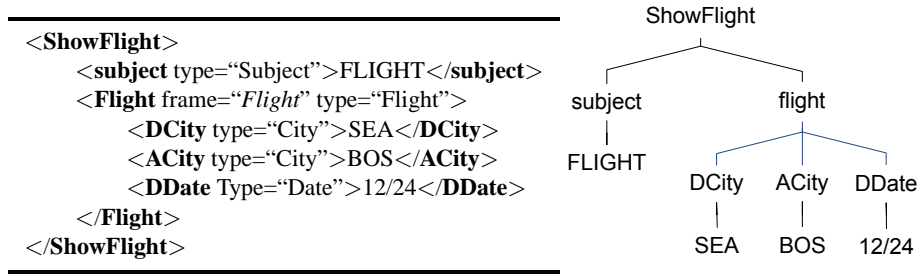 <ShowFlight>
<subject type=“Subject”>FLIGHT</subject>
<Flight frame=“Flight” type=“Flight”>
<DCity type=“City”>SEA</DCity>
<ACity type=“City”>BOS</ACity>
<DDate Type=“Date”>12/24</DDate>
</Flight>
</ShowFlight>
ShowFlight
subject flight
FLIGHT
DCity ACity DDate
SEA BOS 12/24